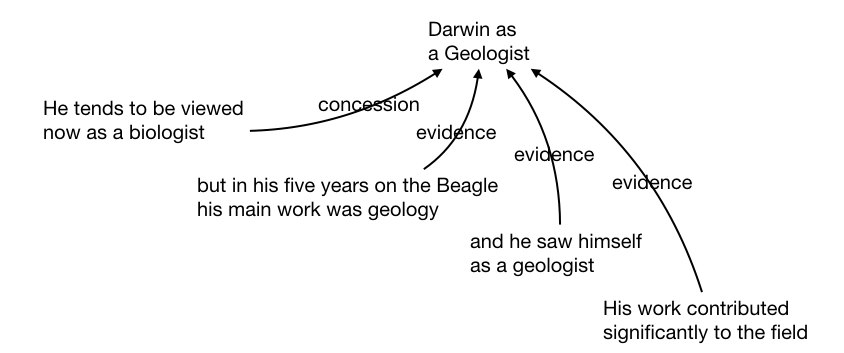 Darwin as
a Geologist
concession
He tends to be viewed
now as a biologist
evidence
but in his five years on the Beagle
his main work was geology
evidence
and he saw himself
as a geologist
evidence
His work contributed
significantly to the field